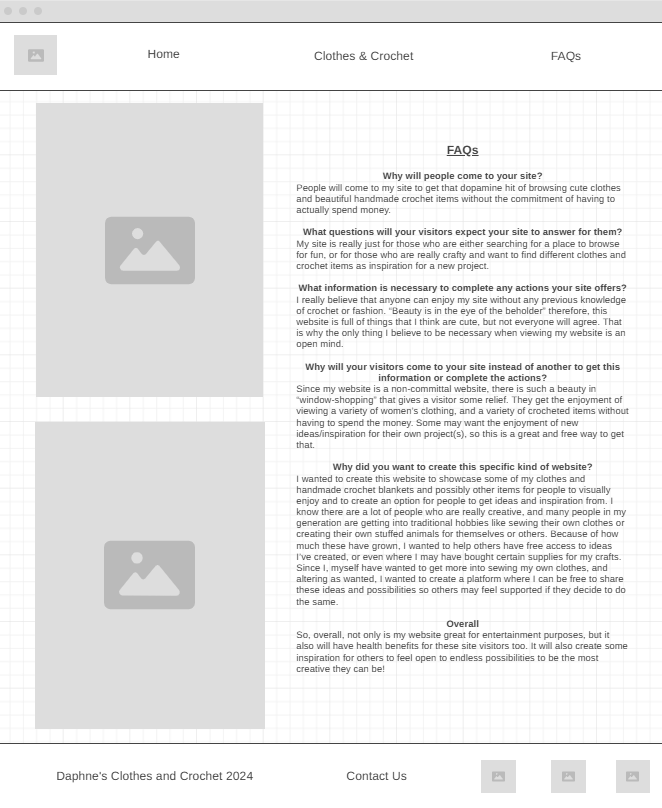 Home
Clothes & Crochet
FAQs
FAQs
Why will people come to your site?
People will come to my site to get that dopamine hit of browsing cute clothes
and beautiful handmade crochet items without the commitment of having to
actually spend money.
What questions will your visitors expect your site to answer for them?
My site is really just for those who are either searching for a place to browse
for fun, or for those who are really crafty and want to find different clothes and
crochet items as inspiration for a new project.
What information is necessary to complete any actions your site offers?
I really believe that anyone can enjoy my site without any previous knowledge
of crochet or fashion. “Beauty is in the eye of the beholder” therefore, this
website is full of things that I think are cute, but not everyone will agree. That
is why the only thing I believe to be necessary when viewing my website is an
open mind.
Why will your visitors come to your site instead of another to get this
information or complete the actions?
Since my website is a non-committal website, there is such a beauty in
“window-shopping” that gives a visitor some relief. They get the enjoyment of
viewing a variety of women’s clothing, and a variety of crocheted items without
having to spend the money. Some may want the enjoyment of new
ideas/inspiration for their own project(s), so this is a great and free way to get
that.
Why did you want to create this specific kind of website?
I wanted to create this website to showcase some of my clothes and
handmade crochet blankets and possibly other items for people to visually
enjoy and to create an option for people to get ideas and inspiration from. I
know there are a lot of people who are really creative, and many people in my
generation are getting into traditional hobbies like sewing their own clothes or
creating their own stuffed animals for themselves or others. Because of how
much these have grown, I wanted to help others have free access to ideas
I’ve created, or even where I may have bought certain supplies for my crafts.
Since I, myself have wanted to get more into sewing my own clothes, and
altering as wanted, I wanted to create a platform where I can be free to share
these ideas and possibilities so others may feel supported if they decide to do
the same.
Overall
So, overall, not only is my website great for entertainment purposes, but it
also will have health benefits for these site visitors too. It will also create some
inspiration for others to feel open to endless possibilities to be the most
creative they can be!
Daphne's Clothes and Crochet 2024
Contact Us